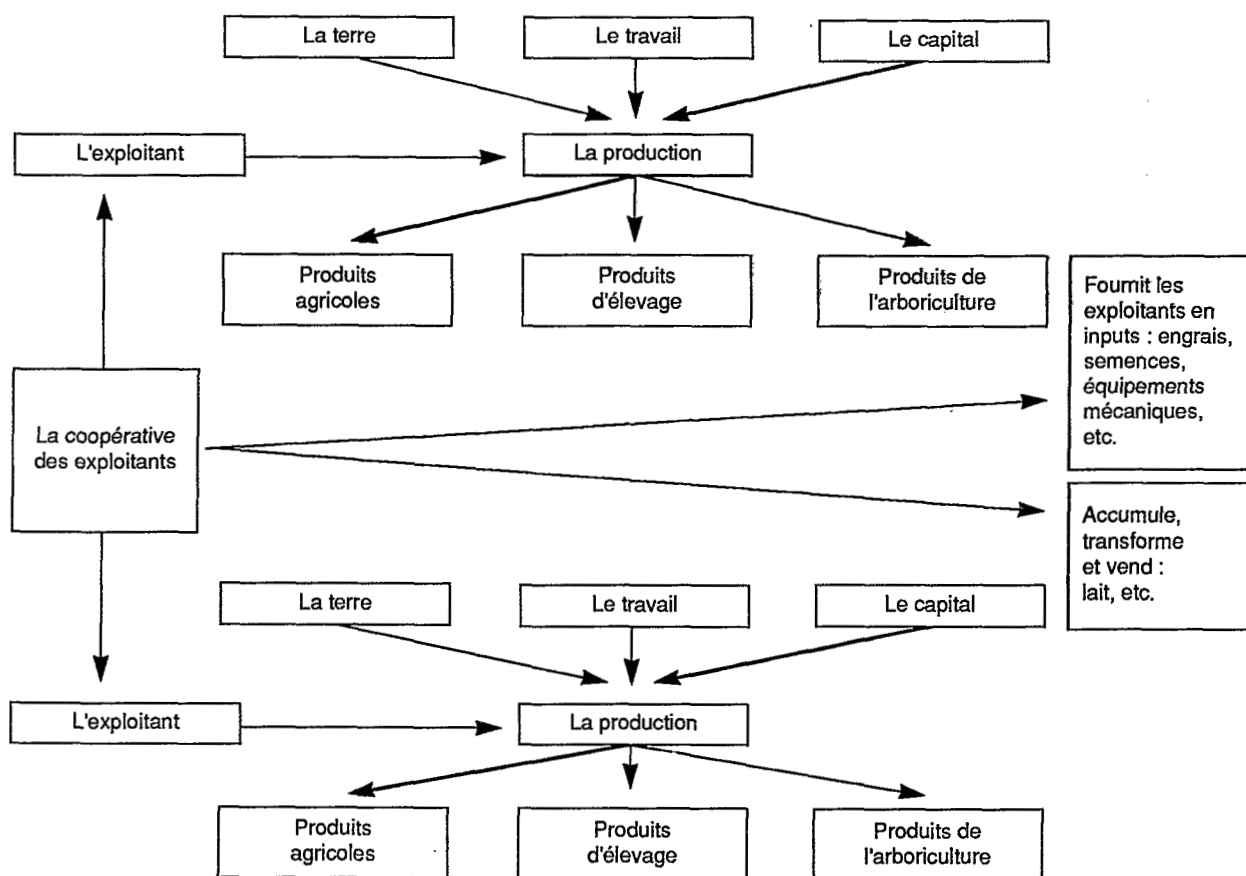 La terre
Le travail
Le capital
L'exploitant
La production
Produits
agricoles
Produits
d'élevage
Produits de
l'arboriculture
Fournit les
exploitants en
inputs : engrais,
semences,
équipements
mécaniques,
etc.
La coopérative
des exploitants
Accumule,
transforme
et vend :
lait, etc.
La terre
Le travail
Le capital
L'exploitant
La production
Produits
agricoles
Produits
d'élevage
Produits de
l'arboriculture